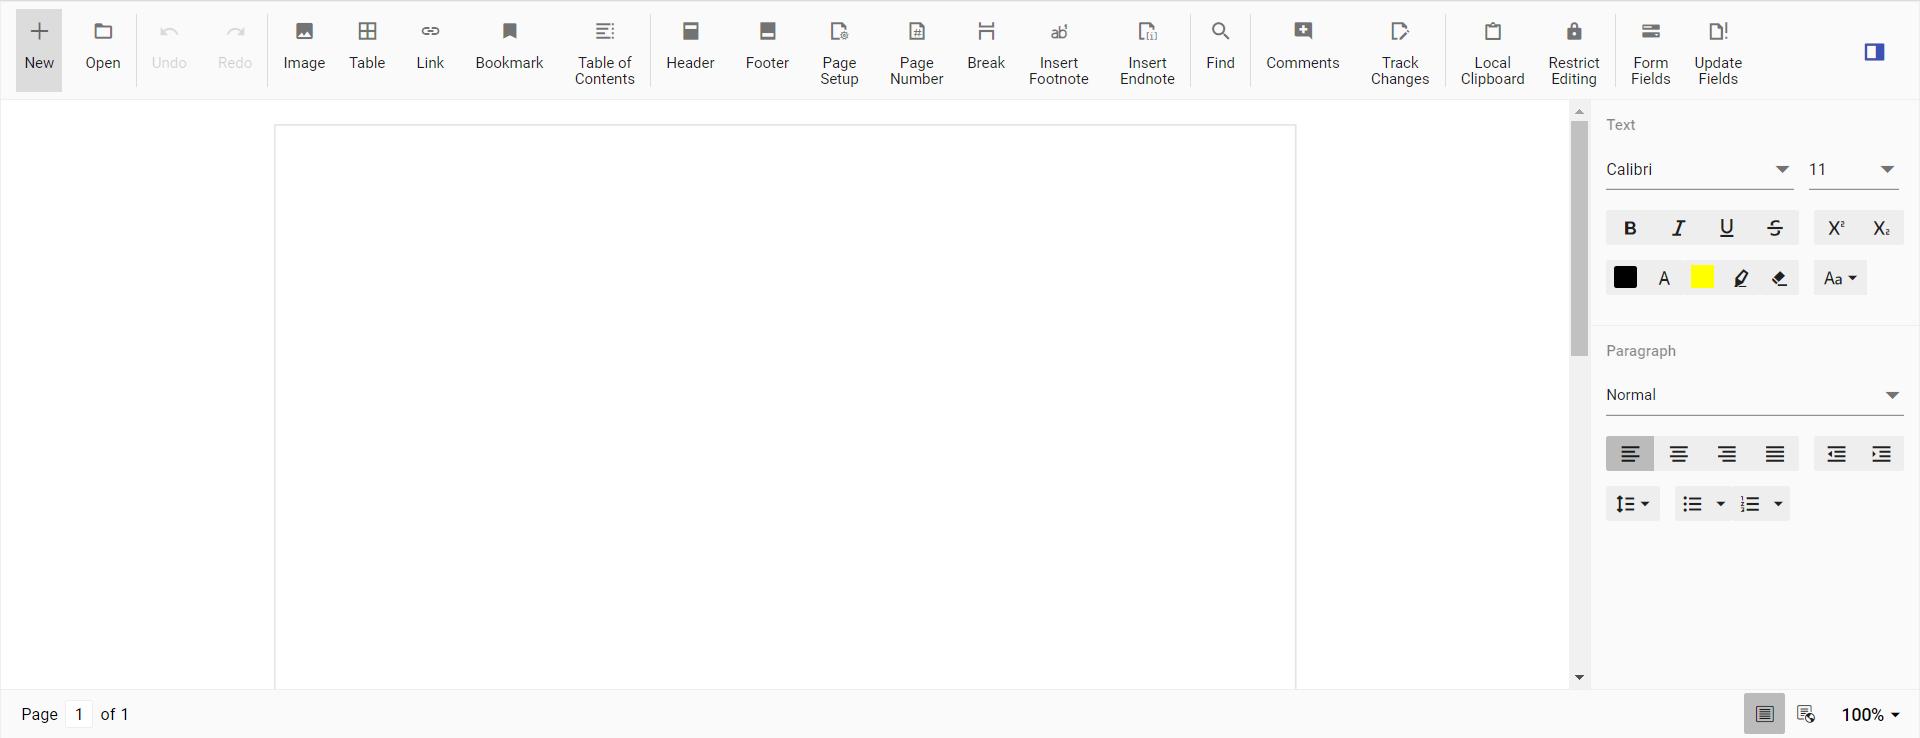 New
Open
Undo
Redo
Image
Table
Link
Bookmark
Table of
Contents
Header
Footer
Page
Setup
Page
Number
Break
Insert
Footnote
Insert
Endnote
Find
Comments
Track
Changes
Local
Clipboard
Restrict
Editing
Form
Fields
Update
Fields
Text
Calibri 11
B I U S X² X₂
A Aa
Paragraph
Normal
Page 1 of 1
100%